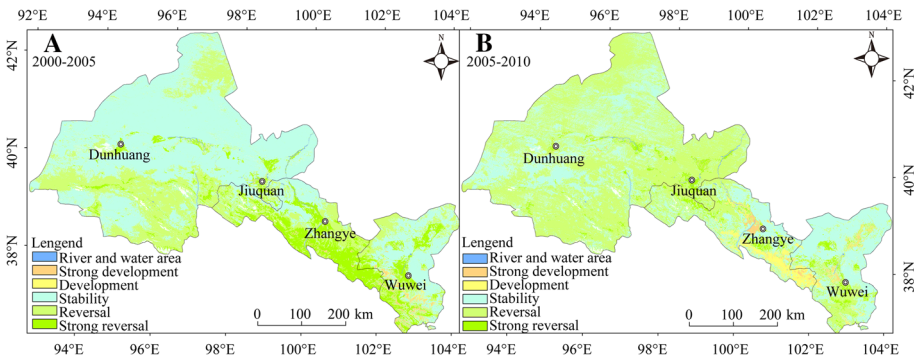 92°E 94°E 96°E 98°E 100°E 102°E 104°E 94°E 96°E 98°E 100°E 102°E 104°E
A
2000-2005
N
B
2005-2010
N
42°N
40°N
38°N
42°N
40°N
38°N
Dunhuang
Jiuquan
Zhangye
Wuwei
Lengend
River and water area
Strong development
Development
Stability
Reversal
Strong reversal
0 100 200 km
Dunhuang
Jiuquan
Zhangye
Wuwei
Legend
River and water area
Strong development
Development
Stability
Reversal
Strong reversal
0 100 200 km
94°E 96°E 98°E 100°E 102°E 104°E 94°E 96°E 98°E 100°E 102°E 104°E